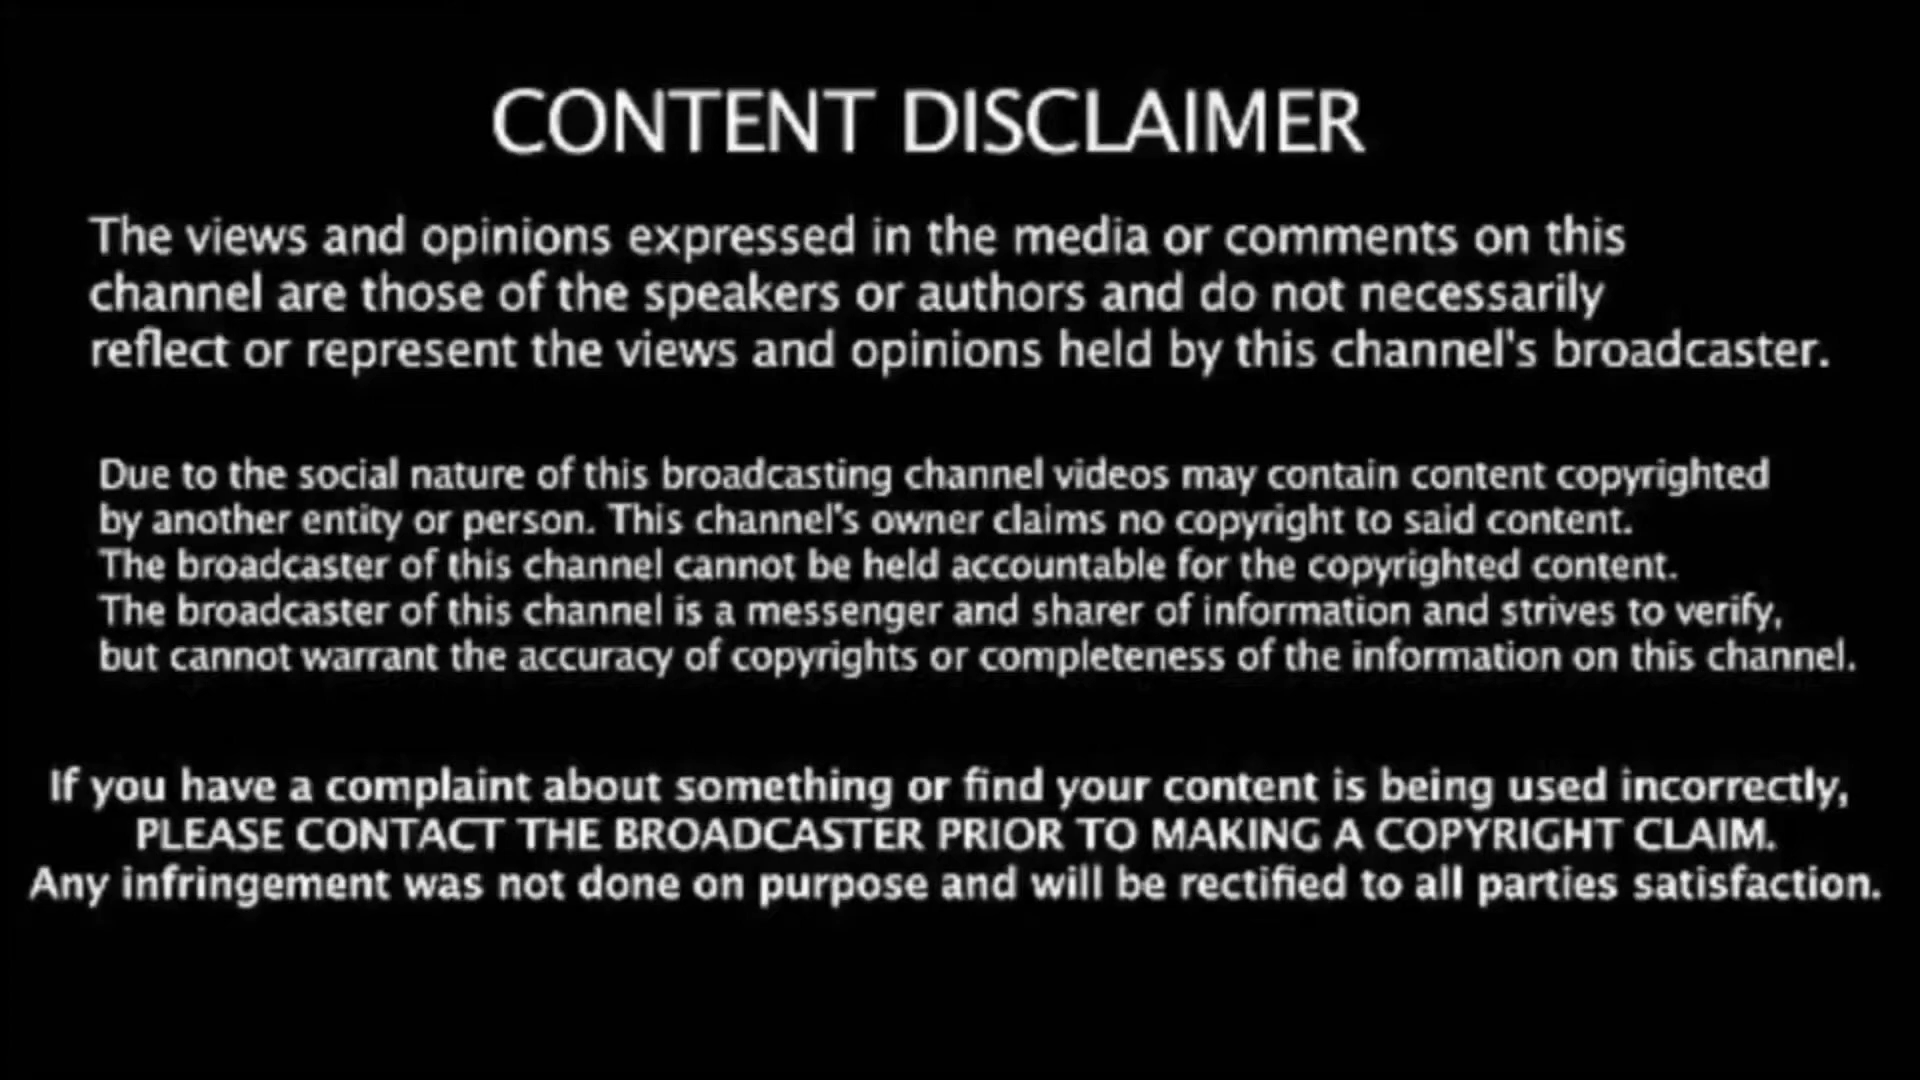 CONTENT DISCLAIMER
The views and opinions expressed in the media or comments on this
channel are those of the speakers or authors and do not necessarily
reflect or represent the views and opinions held by this channel's broadcaster.
Due to the social nature of this broadcasting channel videos may contain content copyrighted
by another entity or person. This channel's owner claims no copyright to said content.
The broadcaster of this channel cannot be held accountable for the copyrighted content.
The broadcaster of this channel is a messenger and sharer of information and strives to verify,
but cannot warrant the accuracy of copyrights or completeness of the information on this channel.
If you have a complaint about something or find your content is being used incorrectly,
PLEASE CONTACT THE BROADCASTER PRIOR TO MAKING A COPYRIGHT CLAIM.
Any infringement was not done on purpose and will be rectified to all parties satisfaction.